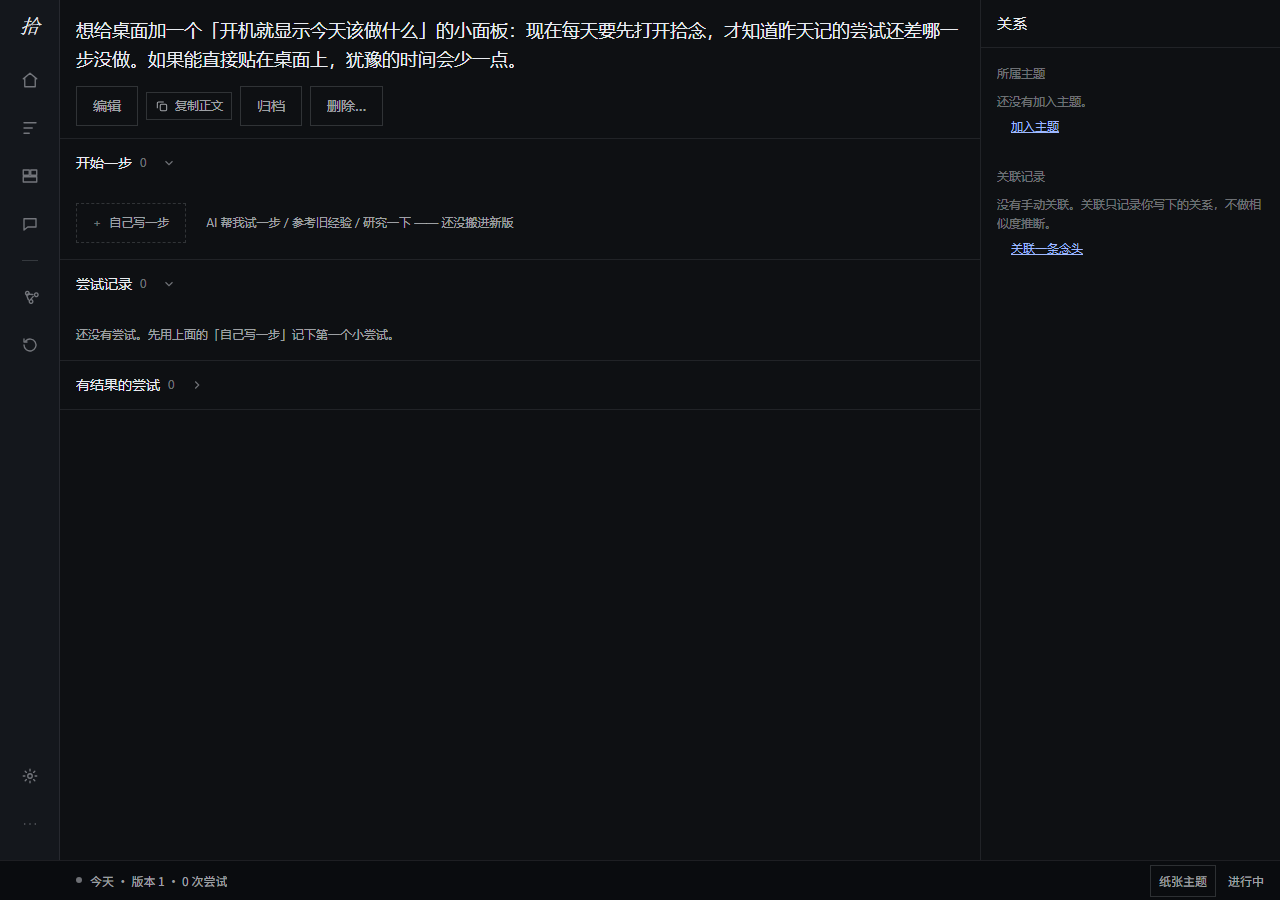 拾
想给桌面加一个「开机就显示今天该做什么」的小面板：现在每天要先打开拾念，才知道昨天记的尝试还差哪一
步没做。如果能直接贴在桌面上，犹豫的时间会少一点。
编辑
复制正文
归档
删除...
开始一步 0
+ 自己写一步
AI 帮我试一步 / 参考旧经验 / 研究一下 —— 还没搬进新版
尝试记录 0
还没有尝试。先用上面的「自己写一步」记下第一个小尝试。
有结果的尝试 0
关系
所属主题
还没有加入主题。
加入主题
关联记录
没有手动关联。关联只记录你写下的关系，不做相
似度推断。
关联一条念头
今天 · 版本 1 · 0 次尝试
纸张主题
进行中